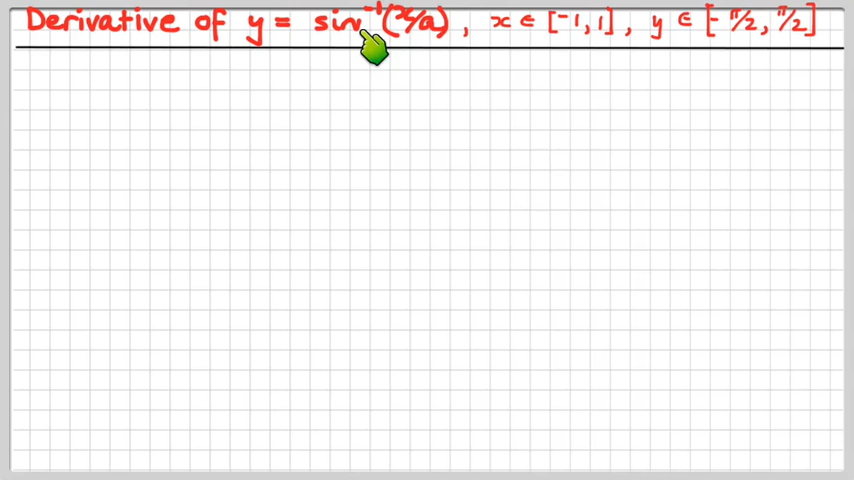 Derivative of y = sin⁻¹(x/a), x ∈ [-1, 1], y ∈ [-π/2, π/2]